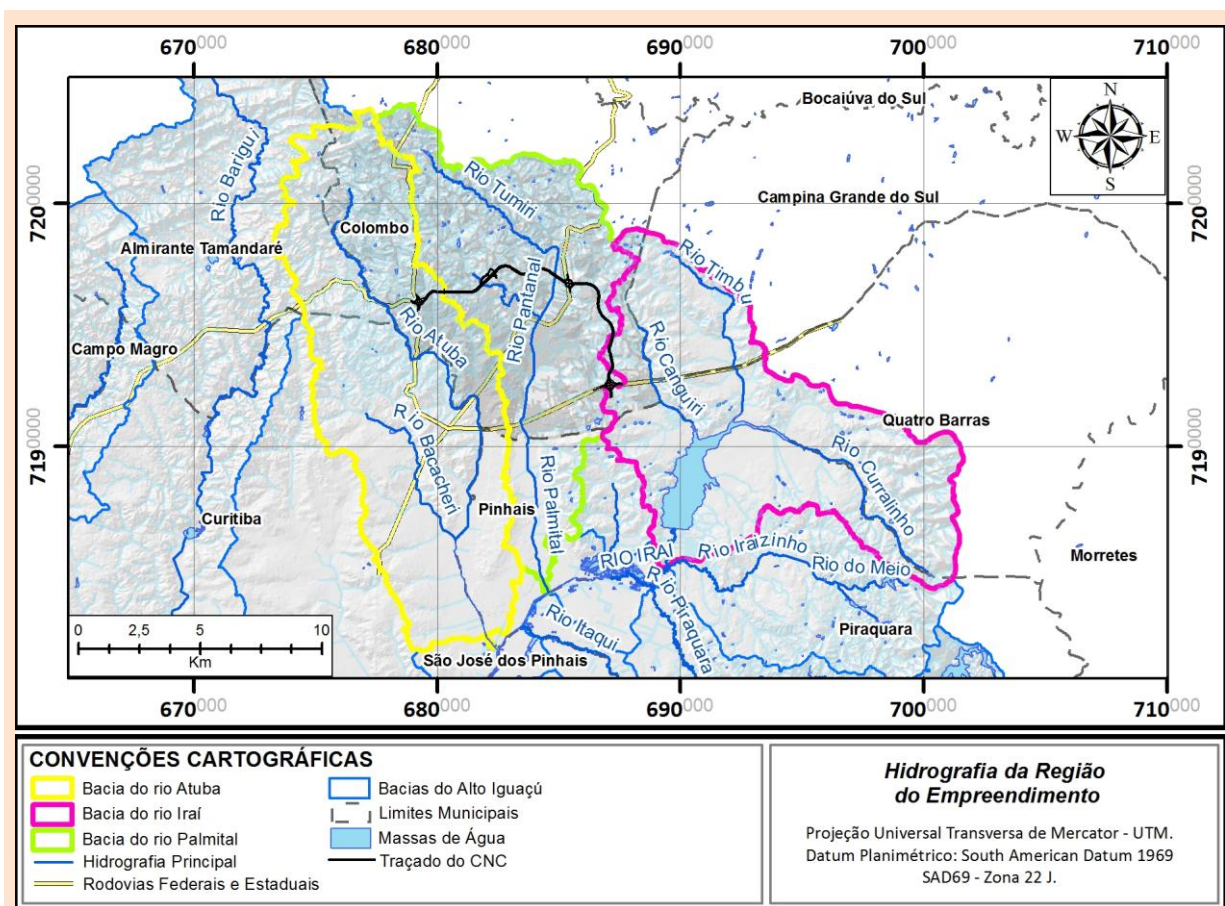 670000 680000 690000 700000 710000
Bocaiúva do Sul
N
W E
S
Rio Barigui
Rio Tumiri
Campina Grande do Sul
7200000 7200000
Colombo
Almirante Tamandaré
Rio Timbu
Rio Pantanal
Rio Atuba
Rio Canguiri
Campo Magro
Quatro Barras
Rio Bacacheri
7190000 7190000
Rio Curralinho
Rio Palmital
Pinhais
Curitiba
RIO IRAÍ
Rio Iraizinho
Rio do Meio
Morretes
Rio Piraquara
Rio Itaqui
Piraquara
0 2,5 5 10
Km
São José dos Pinhais
670000 680000 690000 700000 710000
CONVENÇÕES CARTOGRÁFICAS
Bacia do rio Atuba
Bacia do rio Iraí
Bacia do rio Palmital
Hidrografia Principal
Rodovias Federais e Estaduais
Bacias do Alto Iguaçú
Limites Municipais
Massas de Água
Traçado do CNC
Hidrografia da Região
do Empreendimento
Projeção Universal Transversa de Mercator - UTM.
Datum Planimétrico: South American Datum 1969
SAD69 - Zona 22 J.